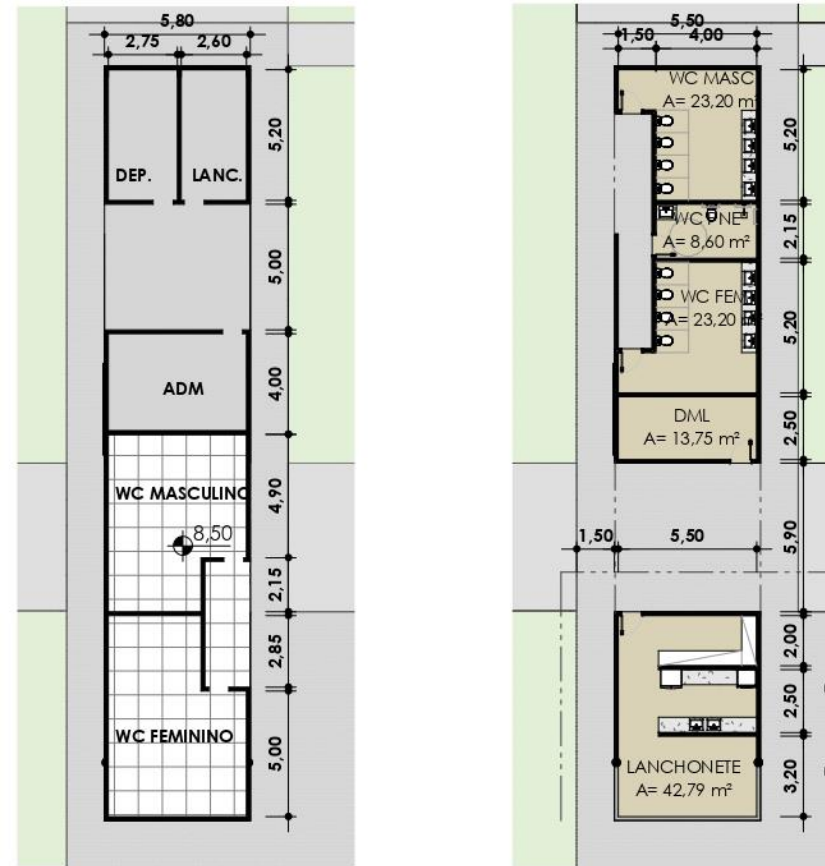 5,80
2,75 2,60
5,20
DEP. LANC.
5,00
4,00
ADM
4,90
WC MASCULINO
8,50
2,15
2,85
WC FEMININO
5,00
5,50
1,50 4,00
WC MASC
A= 23,20 m
5,20
WC PNE
A= 8,60 m²
2,15
WC FEM
A= 23,20
5,20
DML
A= 13,75 m²
2,50
1,50 5,50
5,90
2,00
2,50
LANCHONETE
A= 42,79 m²
3,20